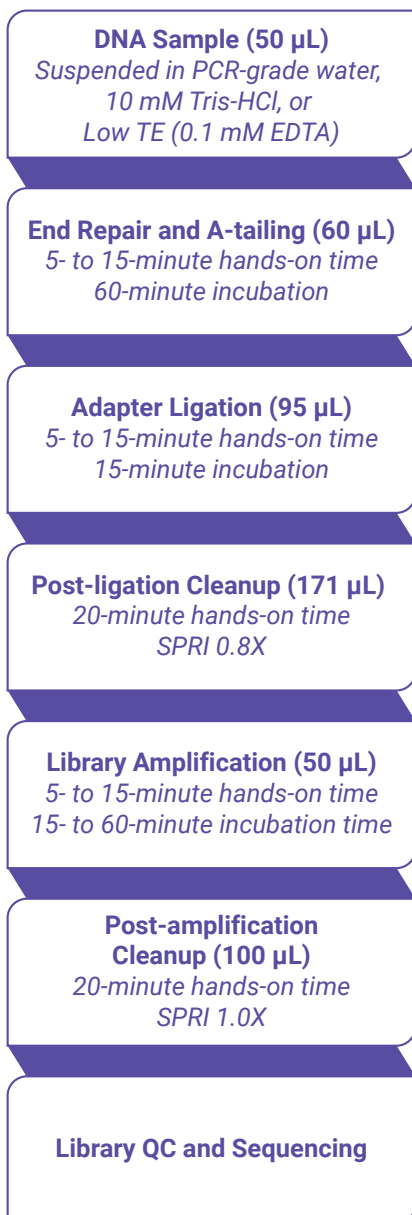 DNA Sample (50 µL)
Suspended in PCR-grade water,
10 mM Tris-HCl, or
Low TE (0.1 mM EDTA)
End Repair and A-tailing (60 µL)
5- to 15-minute hands-on time
60-minute incubation
Adapter Ligation (95 µL)
5- to 15-minute hands-on time
15-minute incubation
Post-ligation Cleanup (171 µL)
20-minute hands-on time
SPRI 0.8X
Library Amplification (50 µL)
5- to 15-minute hands-on time
15- to 60-minute incubation time
Post-amplification
Cleanup (100 µL)
20-minute hands-on time
SPRI 1.0X
Library QC and Sequencing